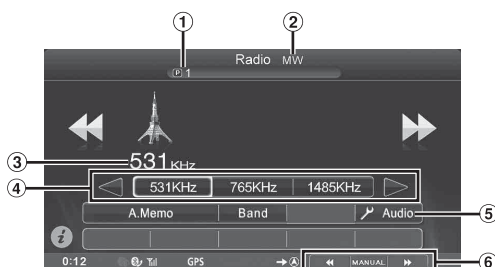 ① ②
Radio MW
P 1
③ 531 KHz
④ 531KHz 765KHz 1485KHz
A.Memo Band Audio ⑤
i
0:12 GPS A MANUAL ⑥